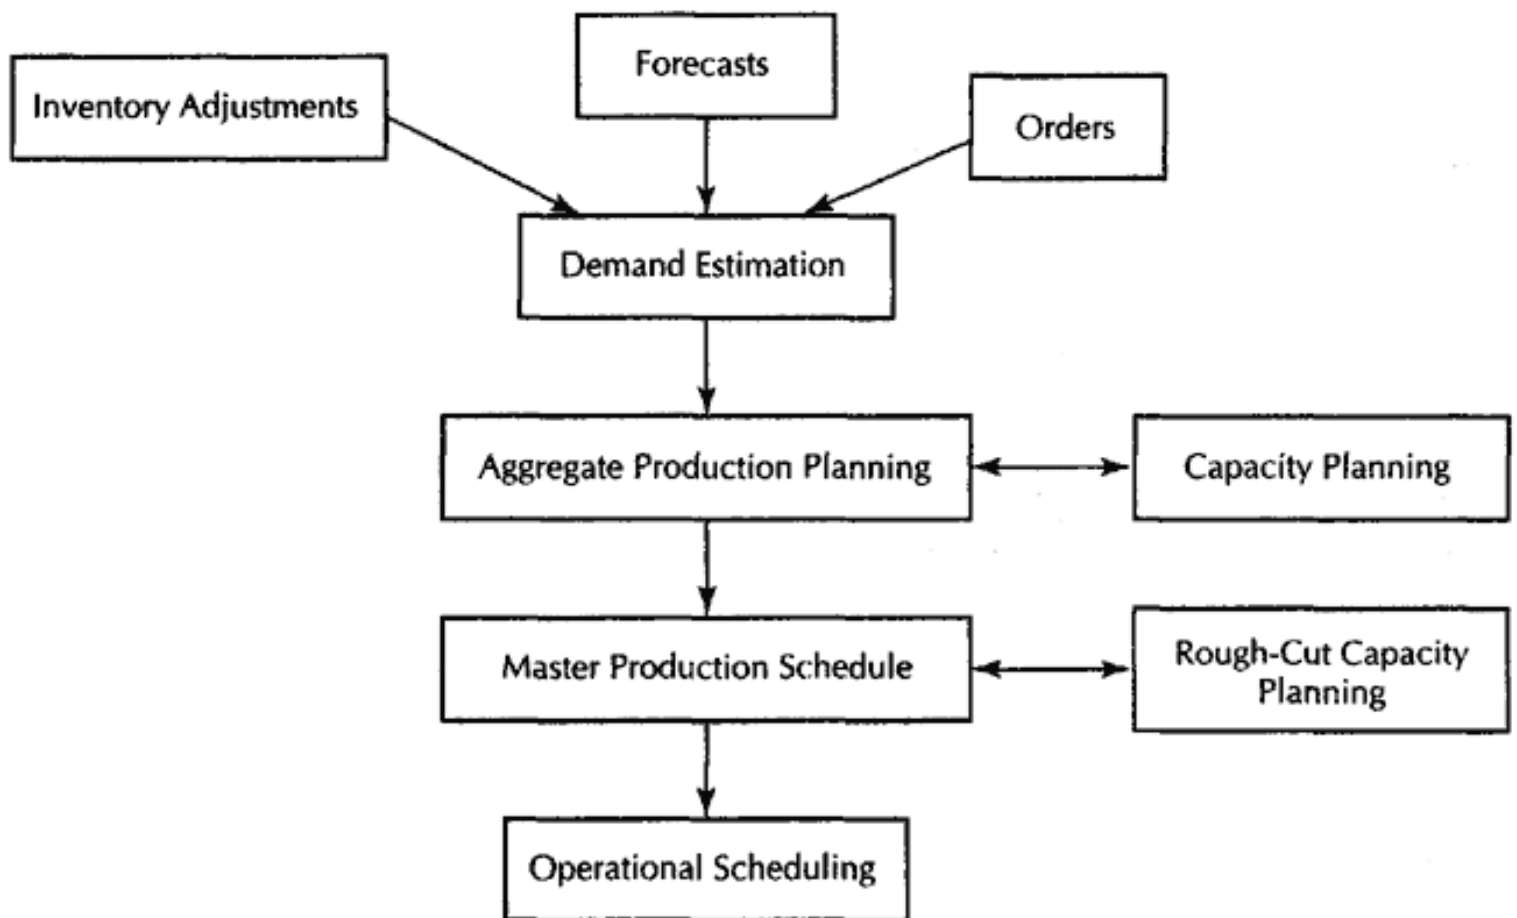 Forecasts
Inventory Adjustments
Orders
Demand Estimation
Aggregate Production Planning
Capacity Planning
Master Production Schedule
Rough-Cut Capacity
Planning
Operational Scheduling